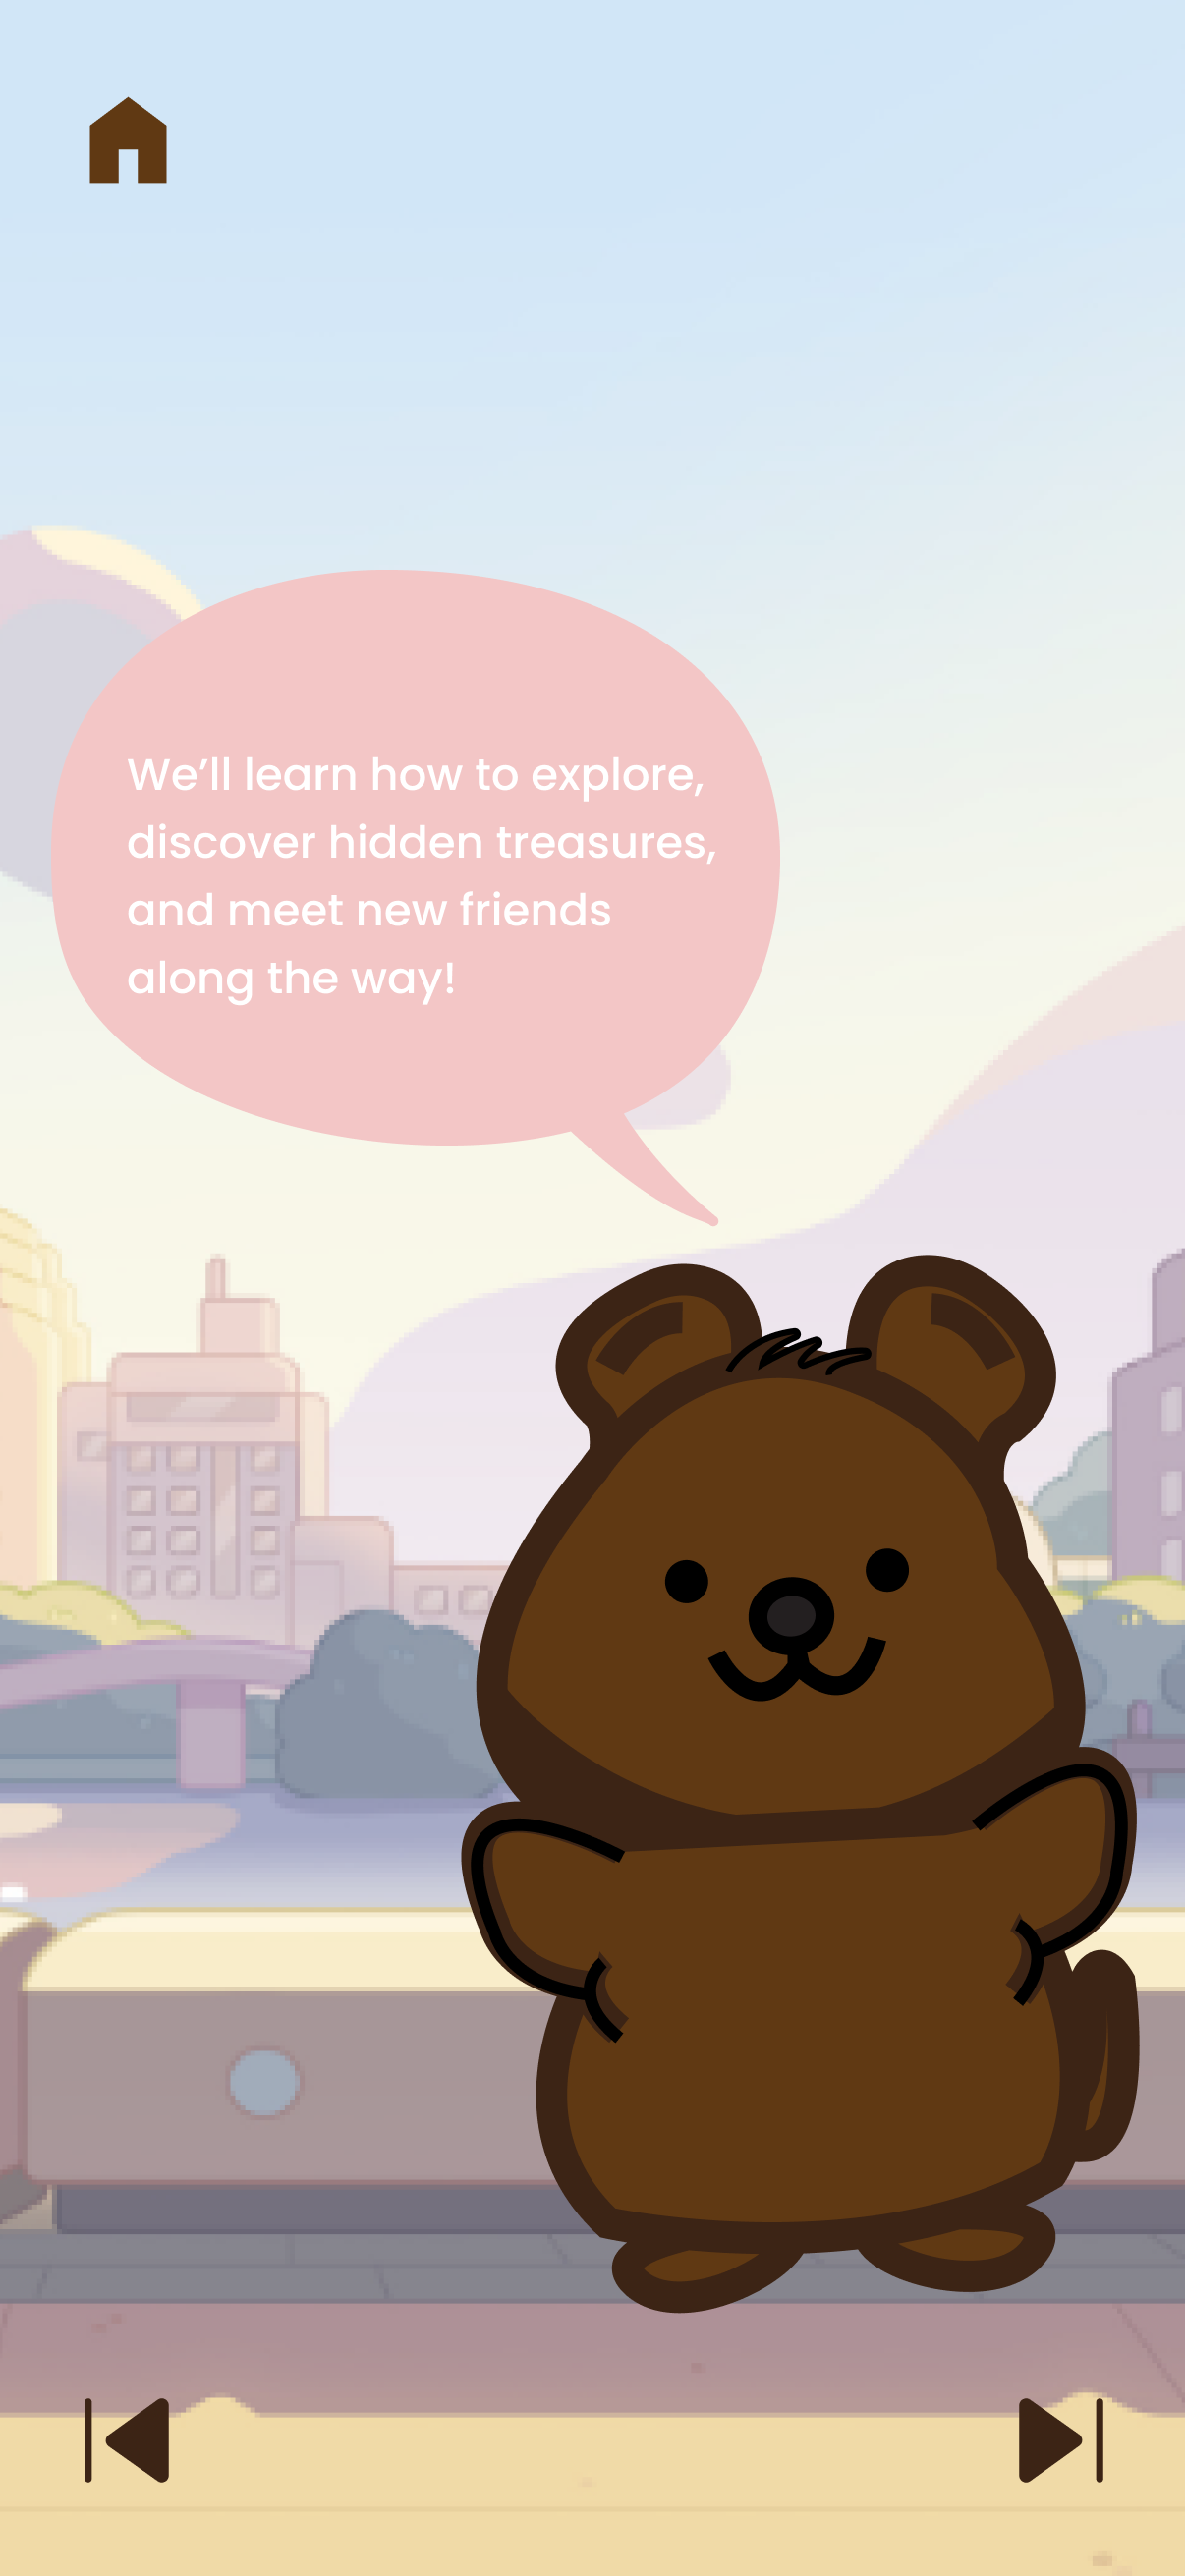 We’ll learn how to explore,
discover hidden treasures,
and meet new friends
along the way!